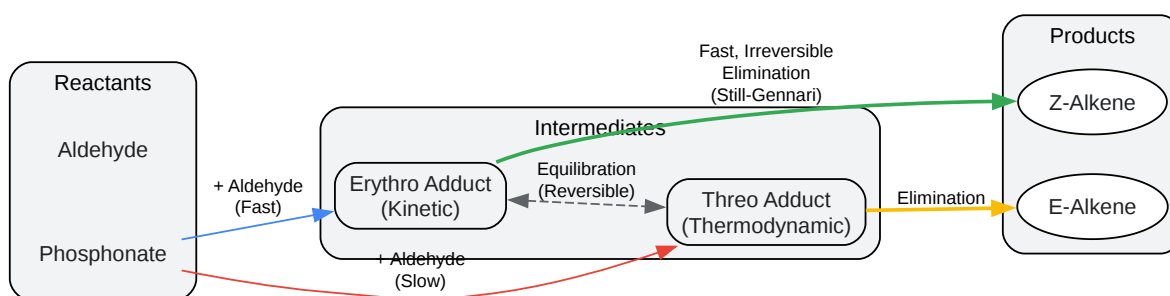 Reactants
Aldehyde
Phosphonate
+ Aldehyde
(Fast)
+ Aldehyde
(Slow)
Intermediates
Erythro Adduct
(Kinetic)
Equilibration
(Reversible)
Threo Adduct
(Thermodynamic)
Fast, Irreversible
Elimination
(Still-Gennari)
Elimination
Products
Z-Alkene
E-Alkene